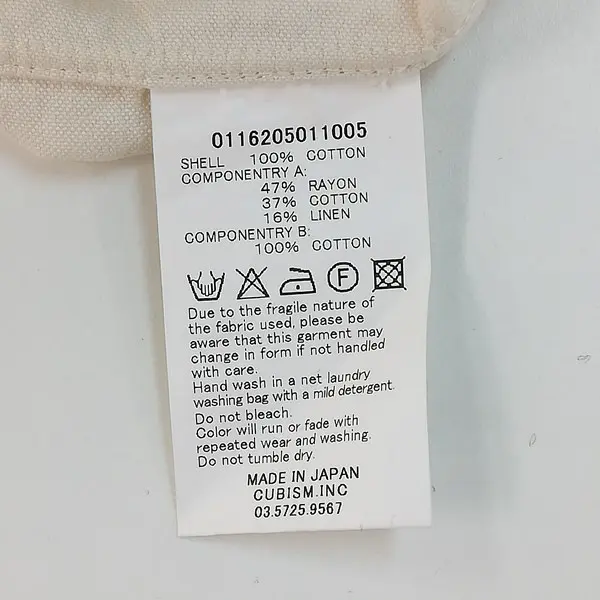 0116205011005
SHELL 100% COTTON
COMPONENTRY A:
47% RAYON
37% COTTON
16% LINEN
COMPONENTRY B:
100% COTTON
F
Due to the fragile nature of
the fabric used, please be
aware that this garment may
change in form if not handled
with care.
Hand wash in a net laundry
washing bag with a mild detergent.
Do not bleach.
Color will run or fade with
repeated wear and washing.
Do not tumble dry.
MADE IN JAPAN
CUBISM.INC
03.5725.9567